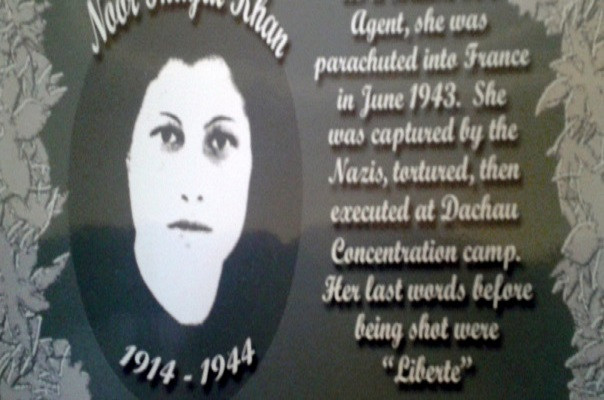 Noor Inayat Khan
Agent, she was
parachuted into France
in June 1943. She
was captured by the
Nazis, tortured, then
executed at Dachau
Concentration camp.
Her last words before
being shot were
“Liberte”
1914 - 1944